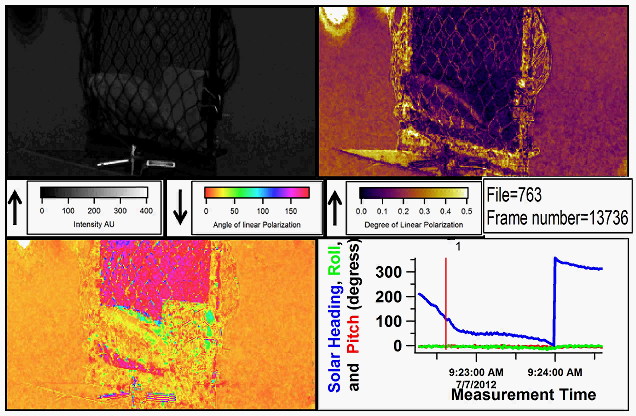 0 100 200 300 400
Intensity AU
0 50 100 150
Angle of linear Polarization
0.0 0.1 0.2 0.3 0.4 0.5
Degree of Linear Polarization
File=763
Frame number=13736
Solar Heading, Roll,
and Pitch (degress)
1
300
200
100
0
9:23:00 AM 9:24:00 AM
7/7/2012
Measurement Time